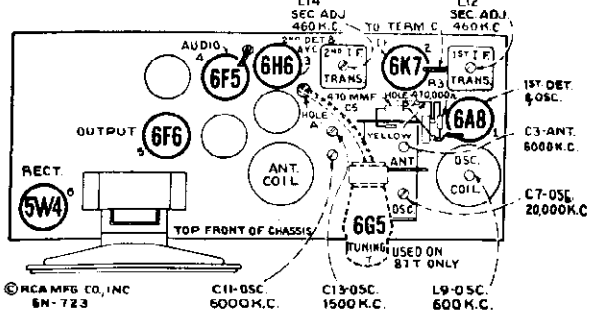 L14
SEC. ADJ.
460 K.C.
TO TERM. C
L12
SEC. ADJ.
460 K.C.
AUDIO
4
6F5
2ND DET. &
AVC
6H6
3
2ND I.F.
TRANS.
6K7
2
1ST I.F.
TRANS.
R3
470,000Ω
470 MMF
C5
HOLE
HOLE
A
6A8
1
1ST DET.
& OSC.
OUTPUT
6F6
5
YELLOW
C3-ANT.
6000 K.C.
RECT.
5W4
6
ANT.
COIL
ANT
OSC.
OSC.
COIL
C7-OSC.
20,000 K.C.
6G5
TUNING
7
USED ON
8T7 ONLY
TOP FRONT OF CHASSIS
© RCA MFG. CO., INC
SN-723
C11-OSC.
6000 K.C.
C13-OSC.
1500 K.C.
L9-OSC.
600 K.C.